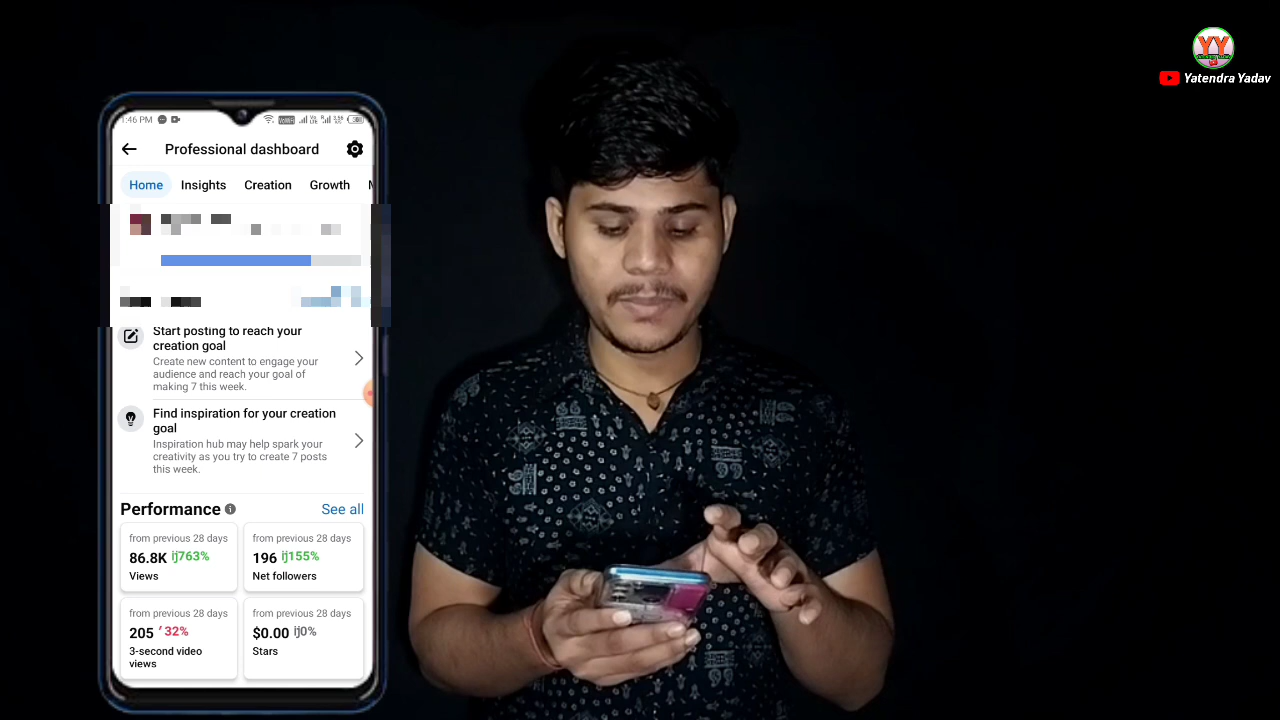 1:46 PM
Professional dashboard
Home Insights Creation Growth
Start posting to reach your
creation goal
Create new content to engage your
audience and reach your goal of
making 7 this week.
Find inspiration for your creation
goal
Inspiration hub may help spark your
creativity as you try to create 7 posts
this week.
Performance See all
from previous 28 days
86.8K 763%
Views
from previous 28 days
196 155%
Net followers
from previous 28 days
205 32%
3-second video
views
from previous 28 days
$0.00 0%
Stars
YY
Yatendra Yadav